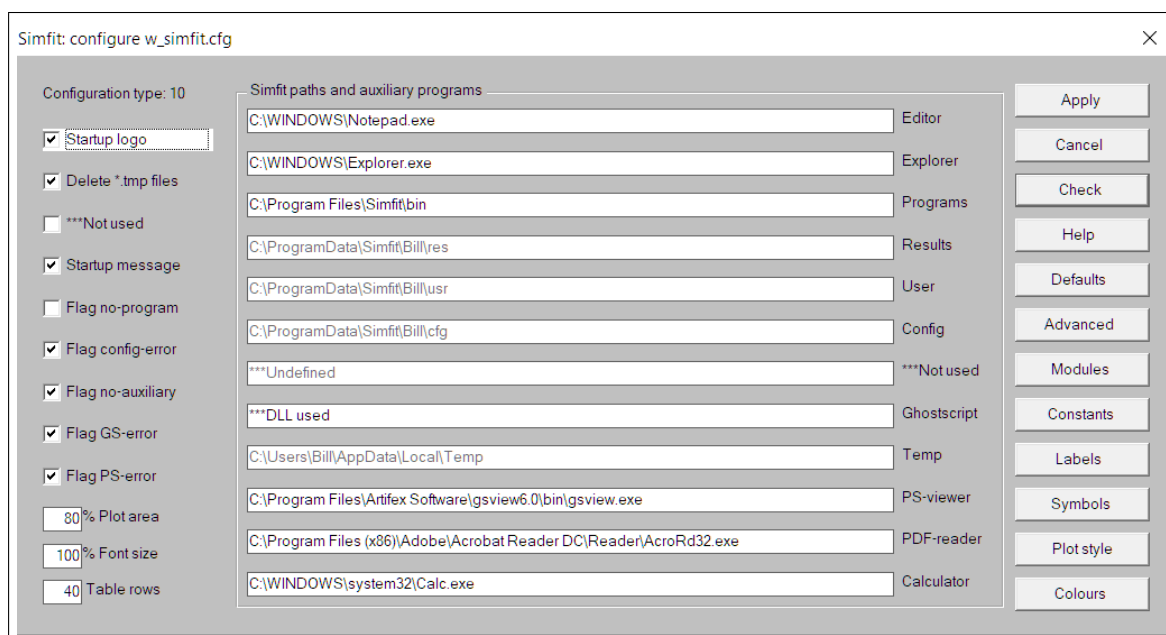 Simfit: configure w_simfit.cfg
Configuration type: 10
Startup logo
Delete *.tmp files
***Not used
Startup message
Flag no-program
Flag config-error
Flag no-auxiliary
Flag GS-error
Flag PS-error
80 % Plot area
100 % Font size
40 Table rows
Simfit paths and auxiliary programs
C:\WINDOWS\Notepad.exe Editor
C:\WINDOWS\Explorer.exe Explorer
C:\Program Files\Simfit\bin Programs
C:\ProgramData\Simfit\Bill\res Results
C:\ProgramData\Simfit\Bill\usr User
C:\ProgramData\Simfit\Bill\cfg Config
***Undefined ***Not used
***DLL used Ghostscript
C:\Users\Bill\AppData\Local\Temp Temp
C:\Program Files\Artifex Software\gsview6.0\bin\gsview.exe PS-viewer
C:\Program Files (x86)\Adobe\Acrobat Reader DC\Reader\AcroRd32.exe PDF-reader
C:\WINDOWS\system32\Calc.exe Calculator
Apply
Cancel
Check
Help
Defaults
Advanced
Modules
Constants
Labels
Symbols
Plot style
Colours